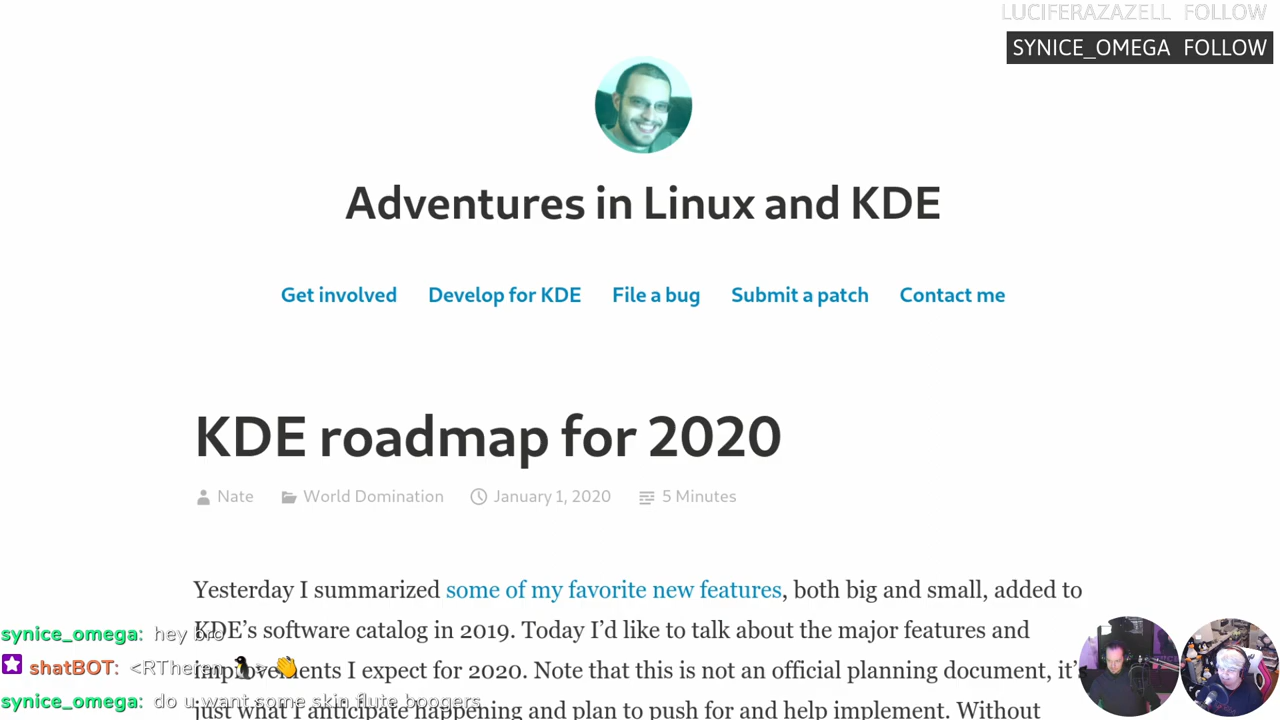 LUCIFERAZAZELL FOLLOW
SYNICE_OMEGA FOLLOW
Adventures in Linux and KDE
Get involved Develop for KDE File a bug Submit a patch Contact me
KDE roadmap for 2020
Nate World Domination January 1, 2020 5 Minutes
Yesterday I summarized some of my favorite new features, both big and small, added to
KDE’s software catalog in 2019. Today I’d like to talk about the major features and
improvements I expect for 2020. Note that this is not an official planning document, it’s
just what I anticipate happening and plan to push for and help implement. Without
synice_omega: hey bro
shatBOT: <RTheren🐧> 👏
synice_omega: do u want some skin flute boogers